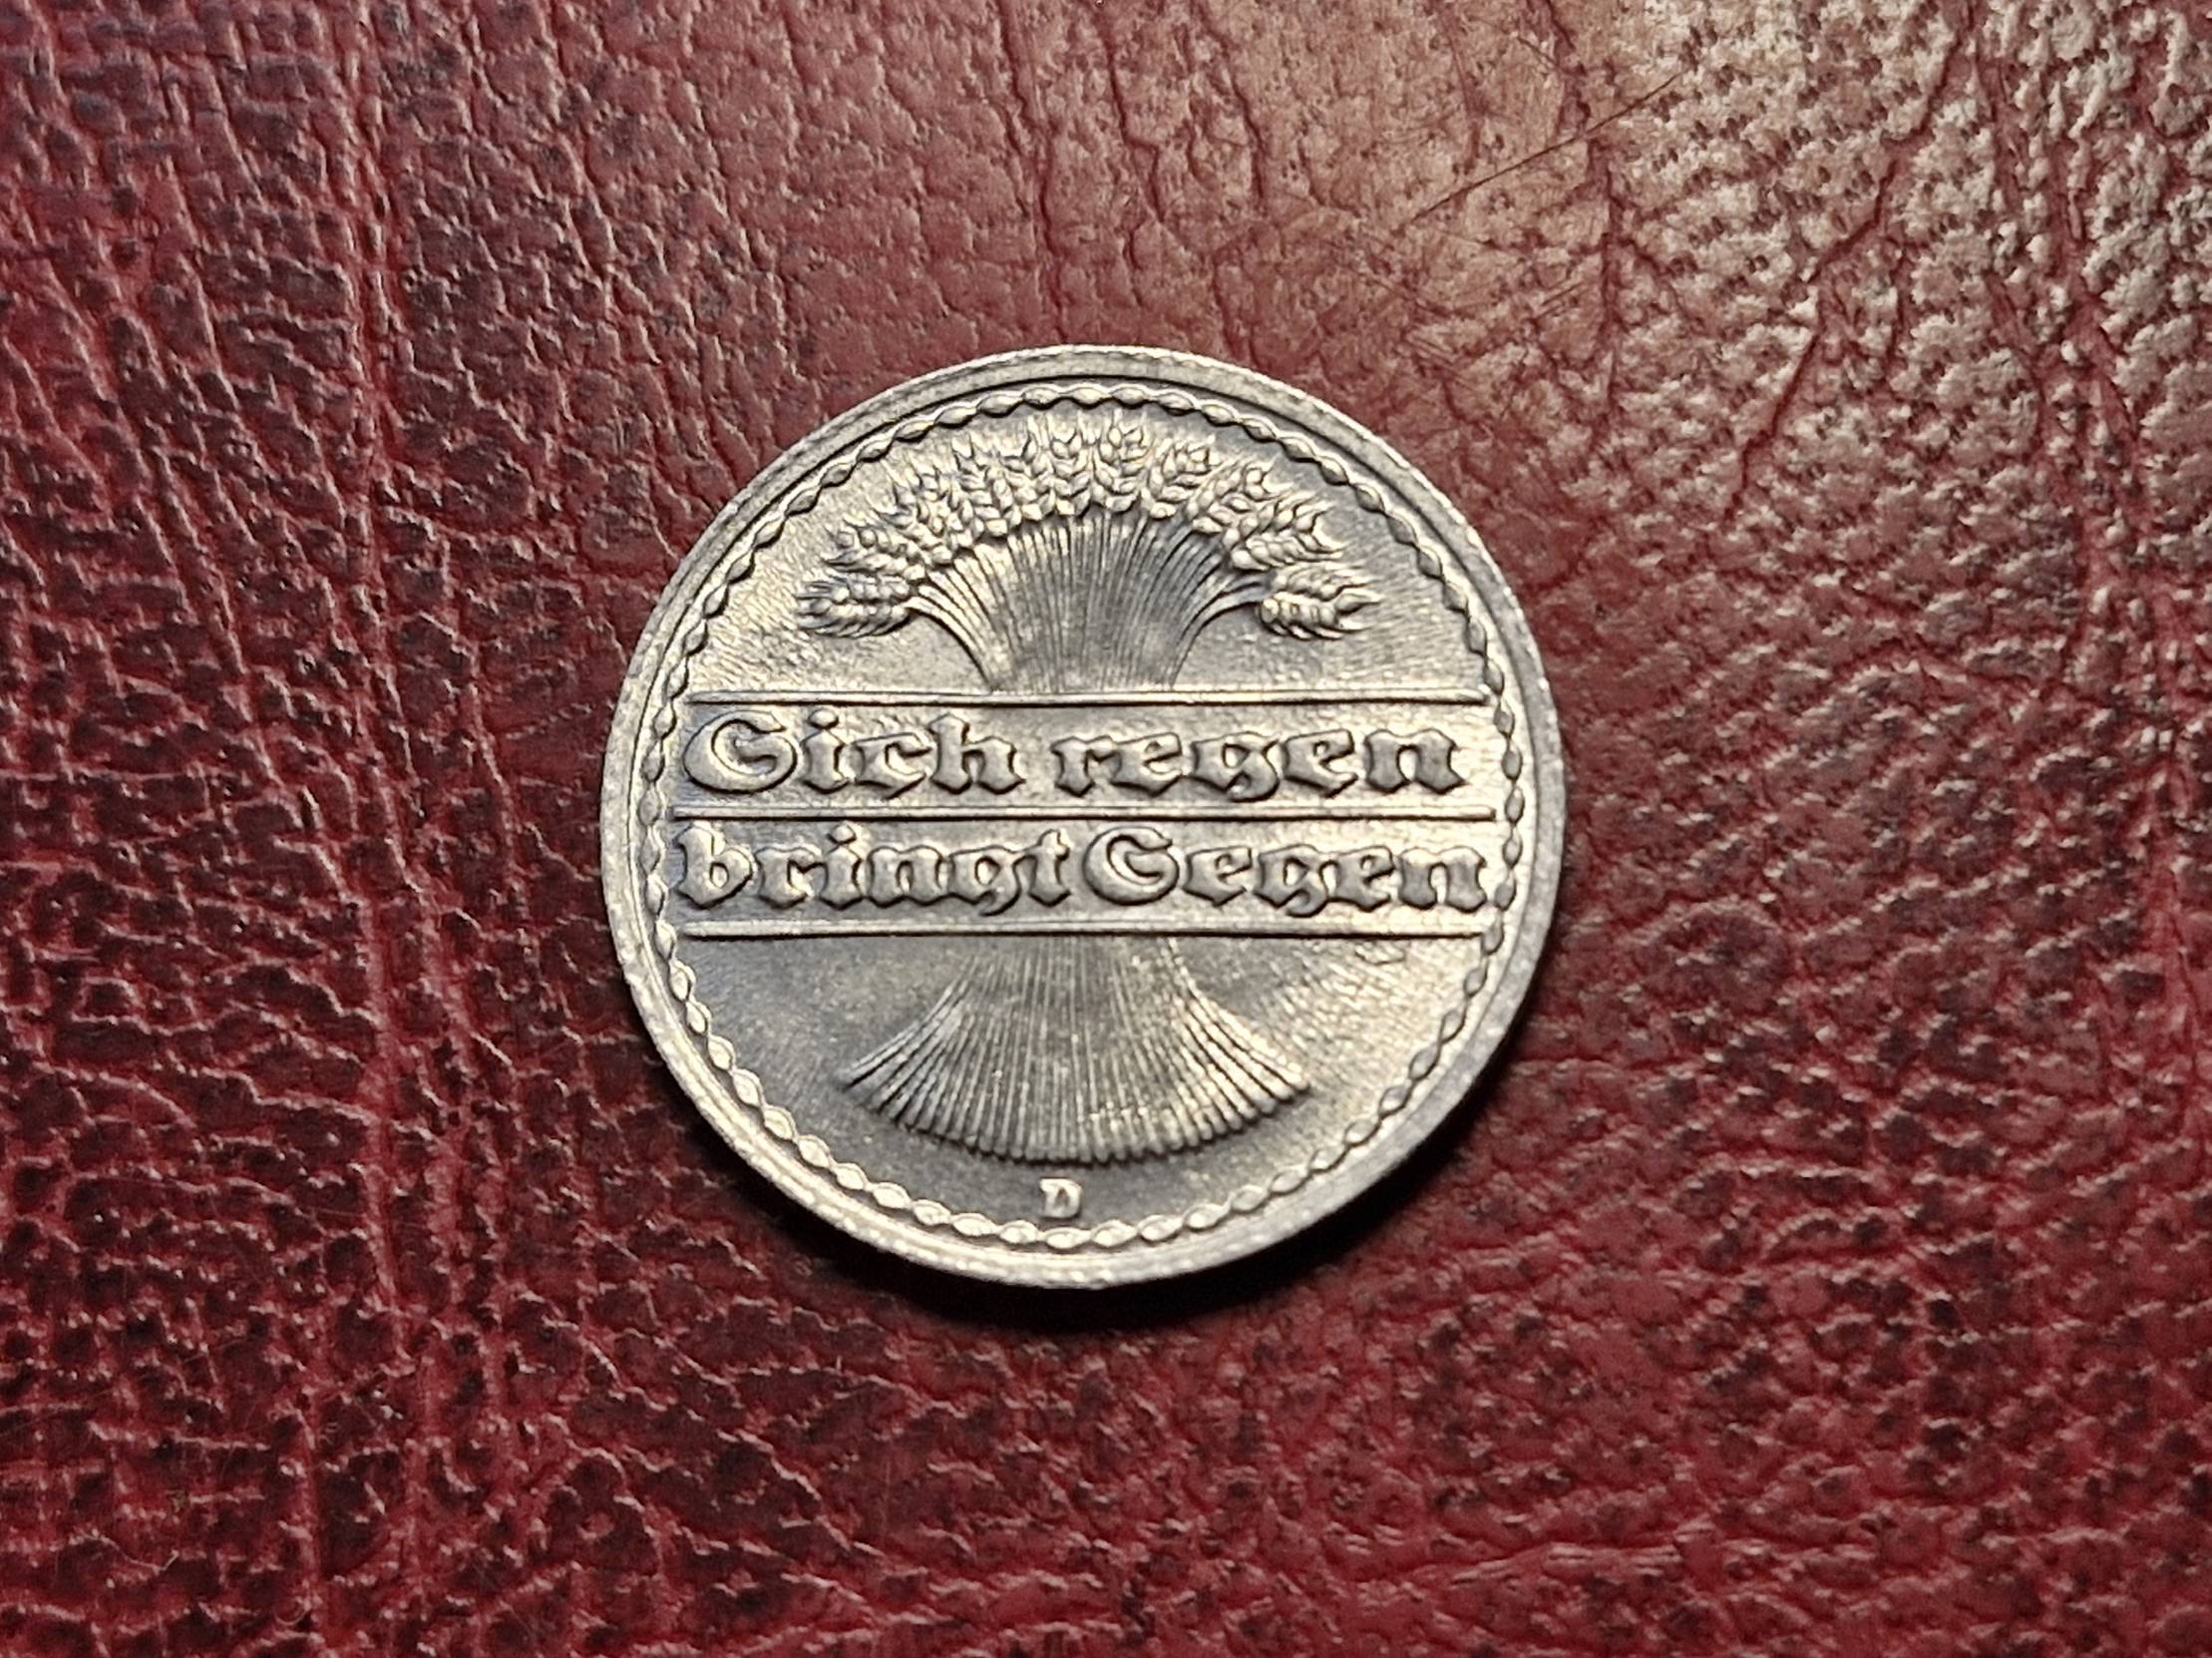 Sich regen
bringt Segen
D